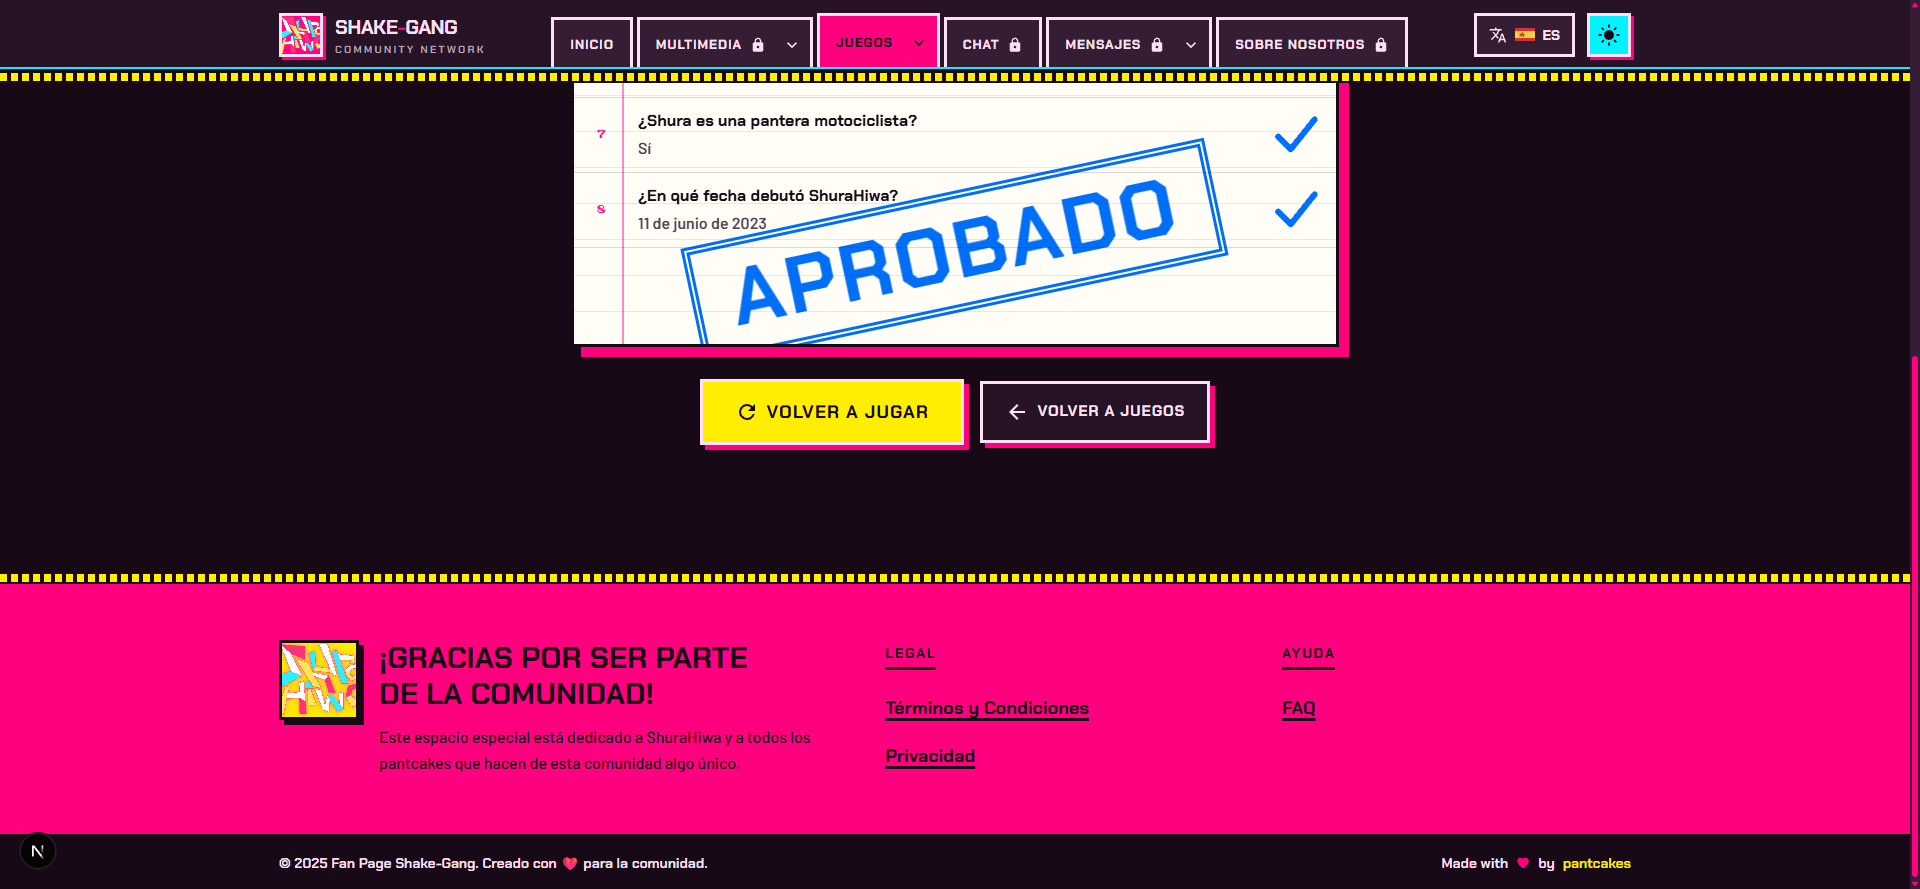 SHAKE-GANG
COMMUNITY NETWORK
INICIO
MULTIMEDIA
JUEGOS
CHAT
MENSAJES
SOBRE NOSOTROS
ES
7
¿Shura es una pantera motociclista?
Sí
8
¿En qué fecha debutó ShuraHiwa?
11 de junio de 2023
APROBADO
VOLVER A JUGAR
VOLVER A JUEGOS
¡GRACIAS POR SER PARTE
DE LA COMUNIDAD!
Este espacio especial está dedicado a ShuraHiwa y a todos los
pantcakes que hacen de esta comunidad algo único.
LEGAL
Términos y Condiciones
Privacidad
AYUDA
FAQ
N
© 2025 Fan Page Shake-Gang. Creado con ❤️ para la comunidad.
Made with ♥ by pantcakes